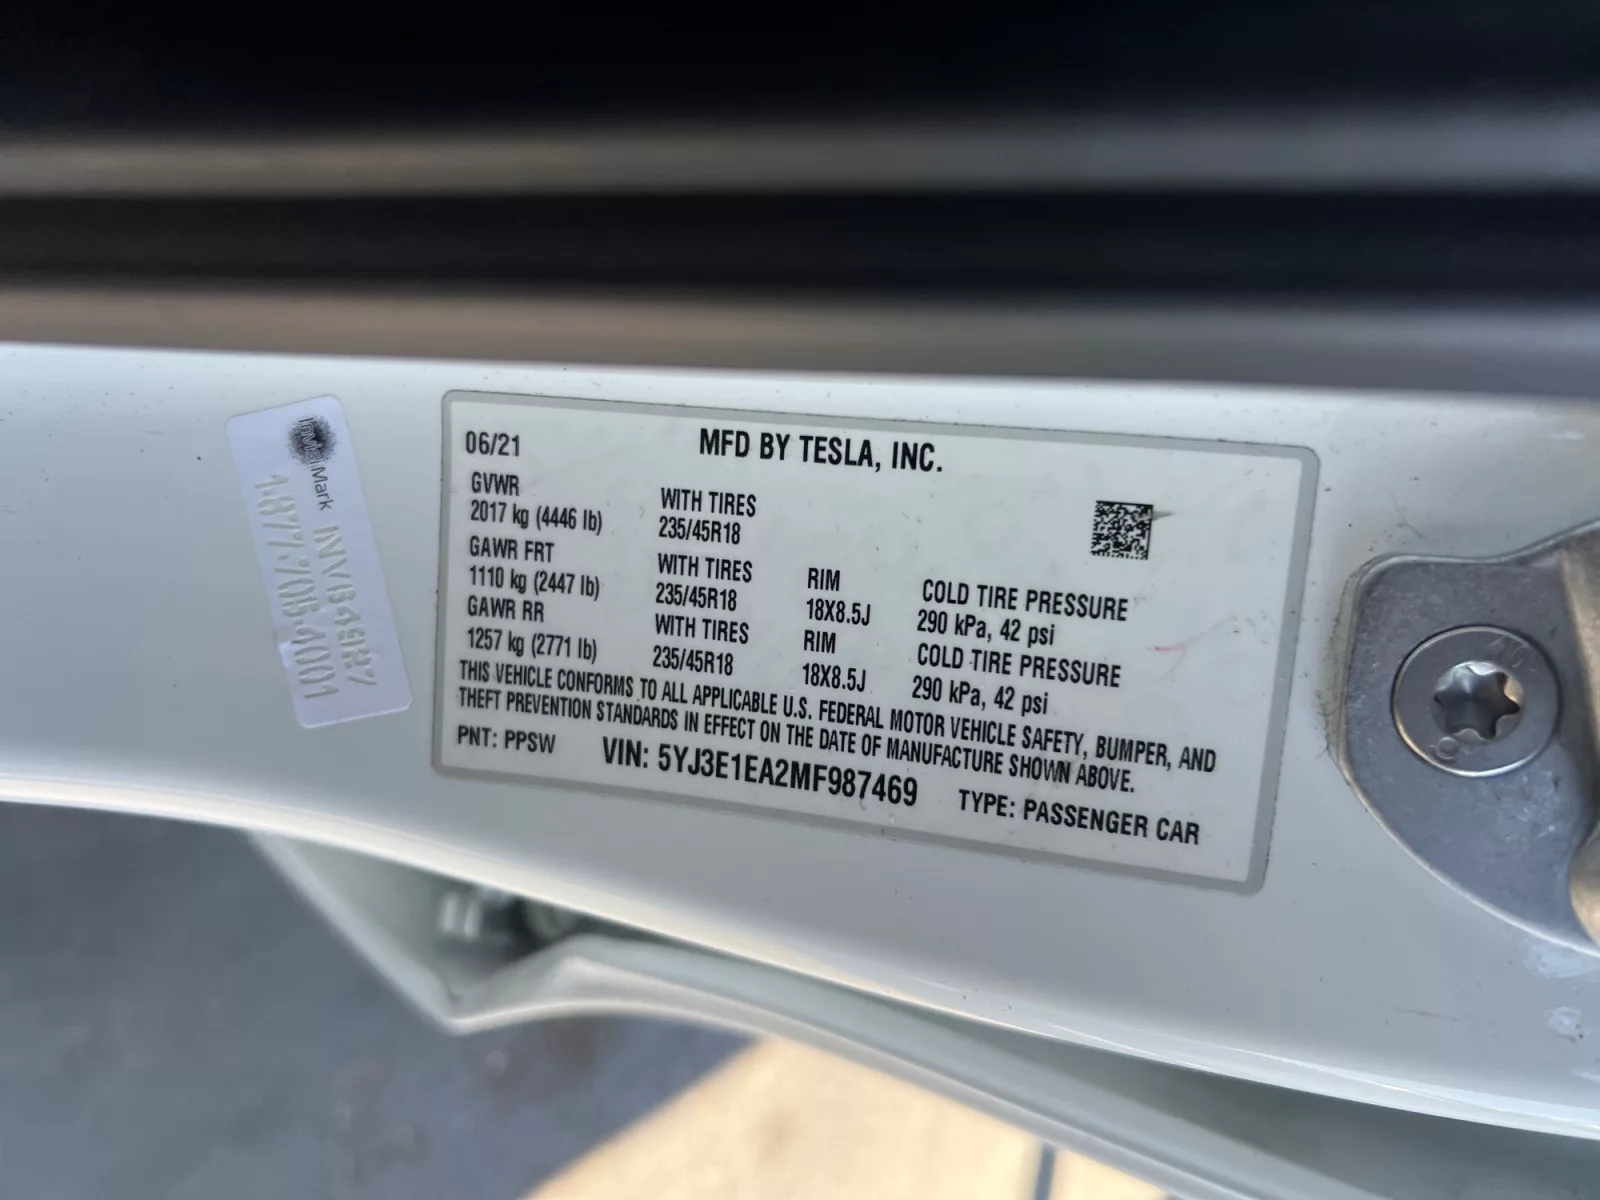 InvisiMark
INV84987
1.877.705.4001
06/21
MFD BY TESLA, INC.
GVWR
2017 kg (4446 lb)
WITH TIRES
235/45R18
GAWR FRT
1110 kg (2447 lb)
WITH TIRES
235/45R18
RIM
18X8.5J
COLD TIRE PRESSURE
290 kPa, 42 psi
GAWR RR
1257 kg (2771 lb)
WITH TIRES
235/45R18
RIM
18X8.5J
COLD TIRE PRESSURE
290 kPa, 42 psi
THIS VEHICLE CONFORMS TO ALL APPLICABLE U.S. FEDERAL MOTOR VEHICLE SAFETY, BUMPER, AND
THEFT PREVENTION STANDARDS IN EFFECT ON THE DATE OF MANUFACTURE SHOWN ABOVE.
PNT: PPSW
VIN: 5YJ3E1EA2MF987469
TYPE: PASSENGER CAR